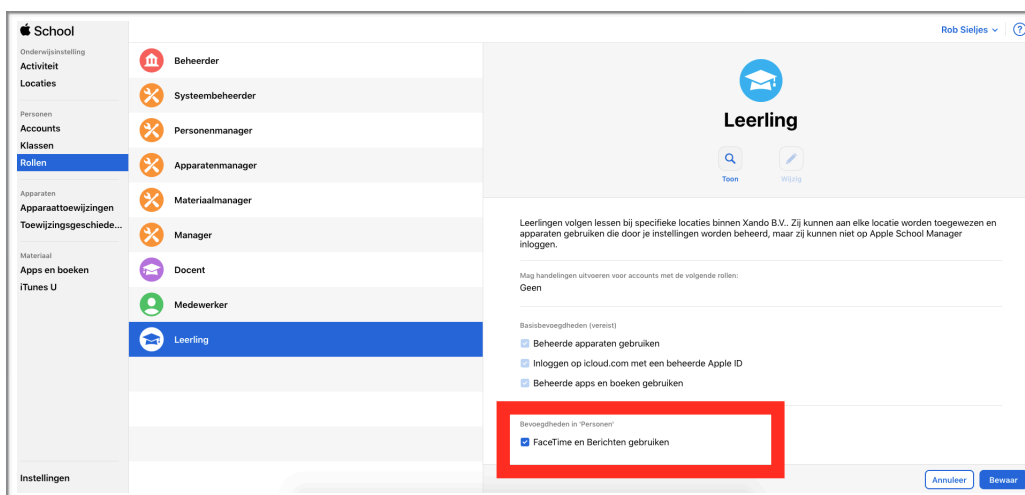 School
Rob Sieljes
?
Onderwijsinstelling
Activiteit
Locaties
Personen
Accounts
Klassen
Rollen
Apparaten
Apparaattoewijzingen
Toewijzingsgeschiede...
Materiaal
Apps en boeken
iTunes U
Instellingen
Beheerder
Systeembeheerder
Personenmanager
Apparatenmanager
Materiaalmanager
Manager
Docent
Medewerker
Leerling
Leerling
Toon
Wijzig
Leerlingen volgen lessen bij specifieke locaties binnen Xando B.V.. Zij kunnen aan elke locatie worden toegewezen en
apparaten gebruiken die door je instellingen worden beheerd, maar zij kunnen niet op Apple School Manager
inloggen.
Mag handelingen uitvoeren voor accounts met de volgende rollen:
Geen
Basisbevoegdheden (vereist)
Beheerde apparaten gebruiken
Inloggen op icloud.com met een beheerde Apple ID
Beheerde apps en boeken gebruiken
Bevoegdheden in 'Personen'
FaceTime en Berichten gebruiken
Annuleer
Bewaar